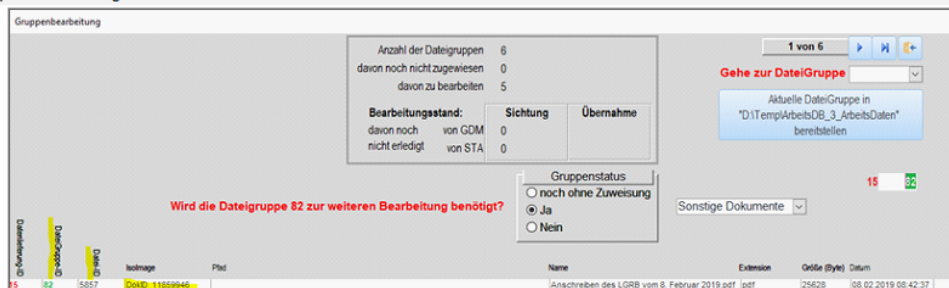 Gruppenbearbeitung
Anzahl der Dateigruppen 6
davon noch nicht zugewiesen 0
davon zu bearbeiten 5
Bearbeitungsstand: Sichtung Übernahme
davon noch von GDM 0
nicht erledigt von STA 0
1 von 6
Gehe zur DateiGruppe
Aktuelle DateiGruppe in
"D:\Temp\ArbeitsDB_3_ArbeitsDaten"
bereitstellen
Gruppenstatus
noch ohne Zuweisung
Ja
Nein
15 82
Wird die Dateigruppe 82 zur weiteren Bearbeitung benötigt?
Sonstige Dokumente
Datenlieferung-ID DateiGruppe-ID Datei-ID IsoImage Pfad Name Extension Größe (Byte) Datum
15 82 5857 DokID_11859946 Anschreiben des LGRB vom 8. Februar 2019.pdf pdf 25628 08.02.2019 08:42:37